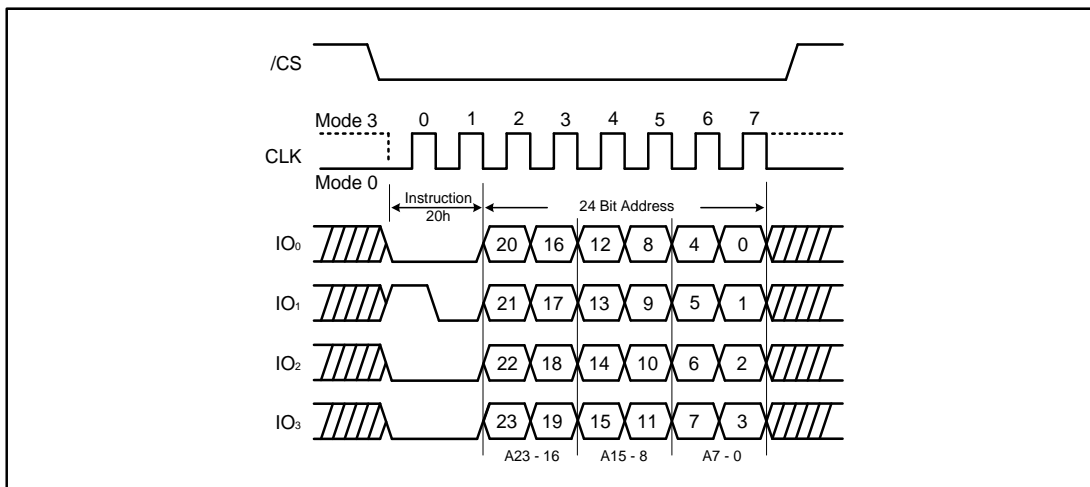 /CS
Mode 3 0 1 2 3 4 5 6 7
CLK
Mode 0
Instruction
20h
24 Bit Address
IO0 20 16 12 8 4 0
IO1 21 17 13 9 5 1
IO2 22 18 14 10 6 2
IO3 23 19 15 11 7 3
A23 - 16 A15 - 8 A7 - 0